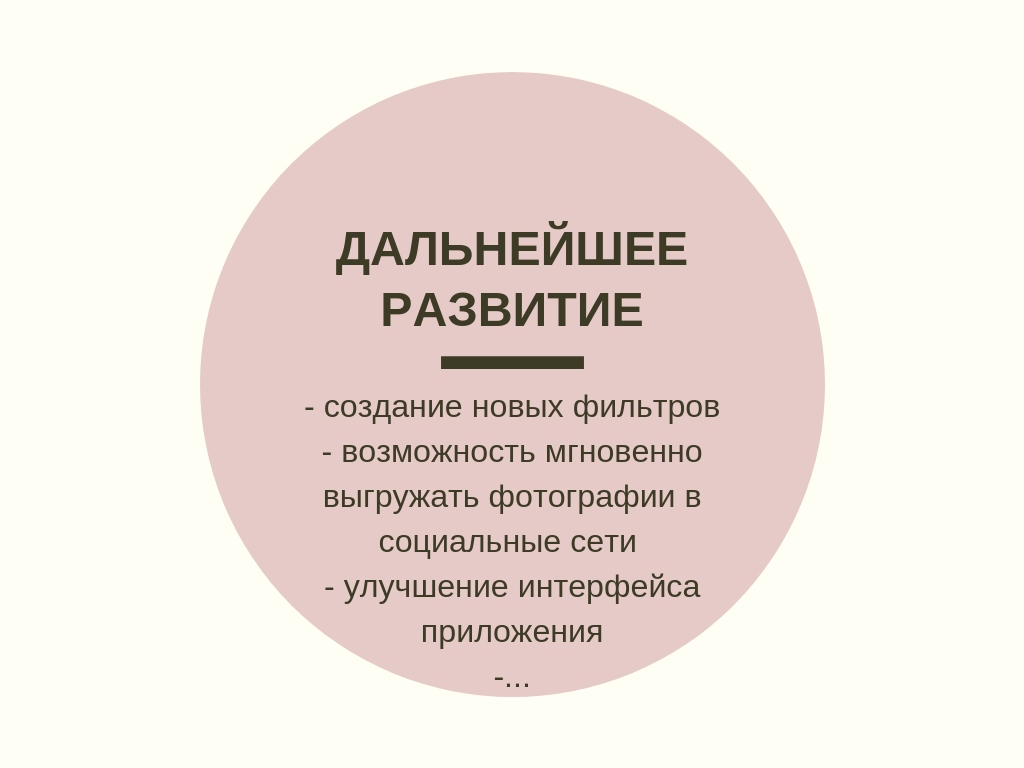 ДАЛЬНЕЙШЕЕ
РАЗВИТИЕ
- создание новых фильтров
- возможность мгновенно
выгружать фотографии в
социальные сети
- улучшение интерфейса
приложения
-...